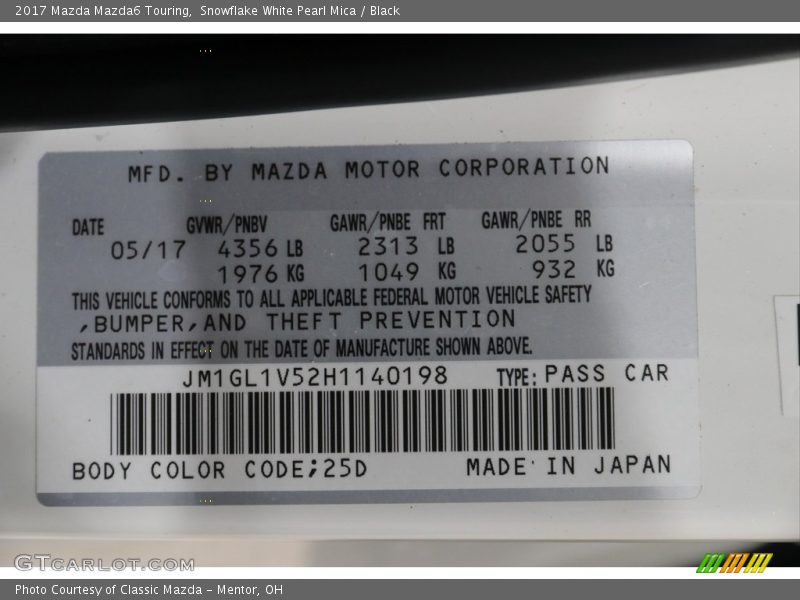 2017 Mazda Mazda6 Touring,  Snowflake White Pearl Mica / Black
MFD. BY MAZDA MOTOR CORPORATION
DATE GVWR/PNBV GAWR/PNBE FRT GAWR/PNBE RR
05/17 4356 LB 2313 LB 2055 LB
1976 KG 1049 KG 932 KG
THIS VEHICLE CONFORMS TO ALL APPLICABLE FEDERAL MOTOR VEHICLE SAFETY
,BUMPER,AND THEFT PREVENTION
STANDARDS IN EFFECT ON THE DATE OF MANUFACTURE SHOWN ABOVE.
JM1GL1V52H1140198 TYPE: PASS CAR
BODY COLOR CODE;25D MADE IN JAPAN
GTCARLOT.COM
Photo Courtesy of Classic Mazda - Mentor, OH